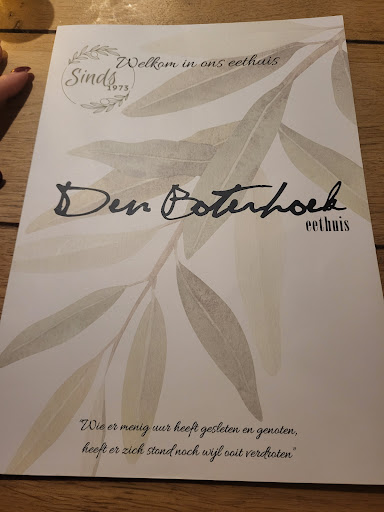 Welkom in ons eethuis
Sinds
1973
Den Boterhoek
eethuis
"Wie er menig uur heeft gesleten en genoten,
heeft er zich stond noch wijl ooit verdroten"